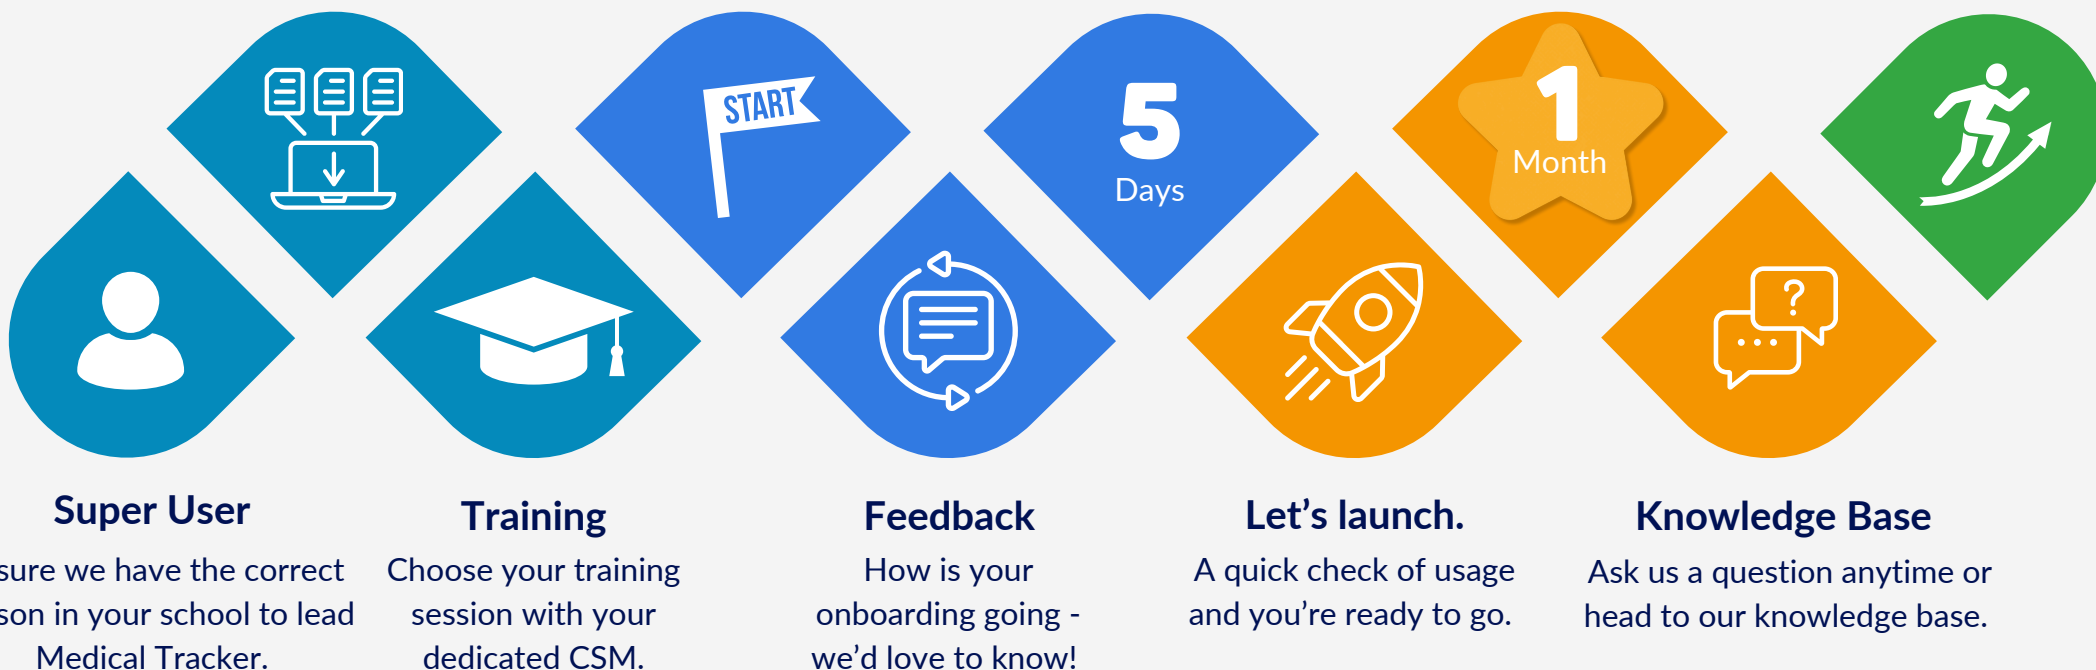 START
5
Days
1
Month
?
Super User
sure we have the correct
son in your school to lead
Medical Tracker.
Training
Choose your training
session with your
dedicated CSM.
Feedback
How is your
onboarding going -
we'd love to know!
Let's launch.
A quick check of usage
and you're ready to go.
Knowledge Base
Ask us a question anytime or
head to our knowledge base.